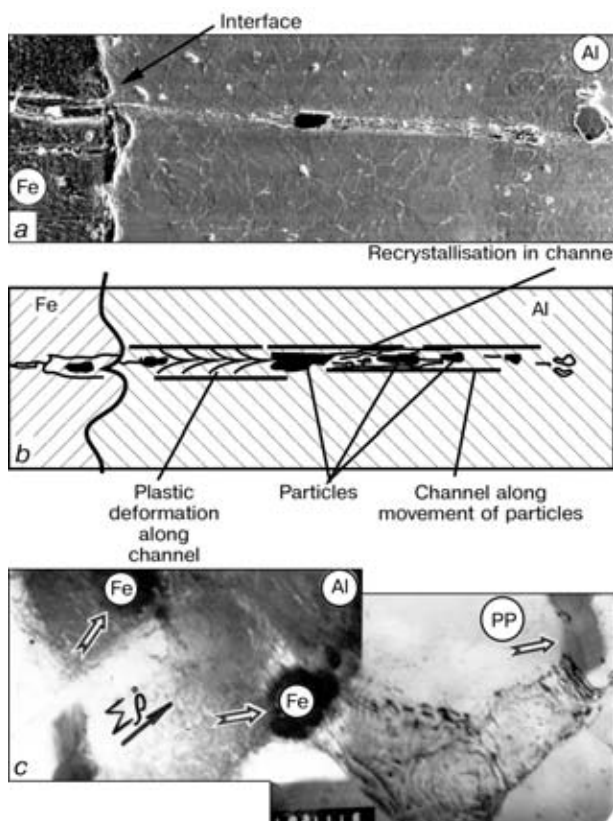 Interface
Al
Fe
a
Recrystallisation in channe
Fe
Al
b
Plastic
deformation
along
channel
Particles
Channel along
movement of particles
Fe
Al
PP
Fe
c